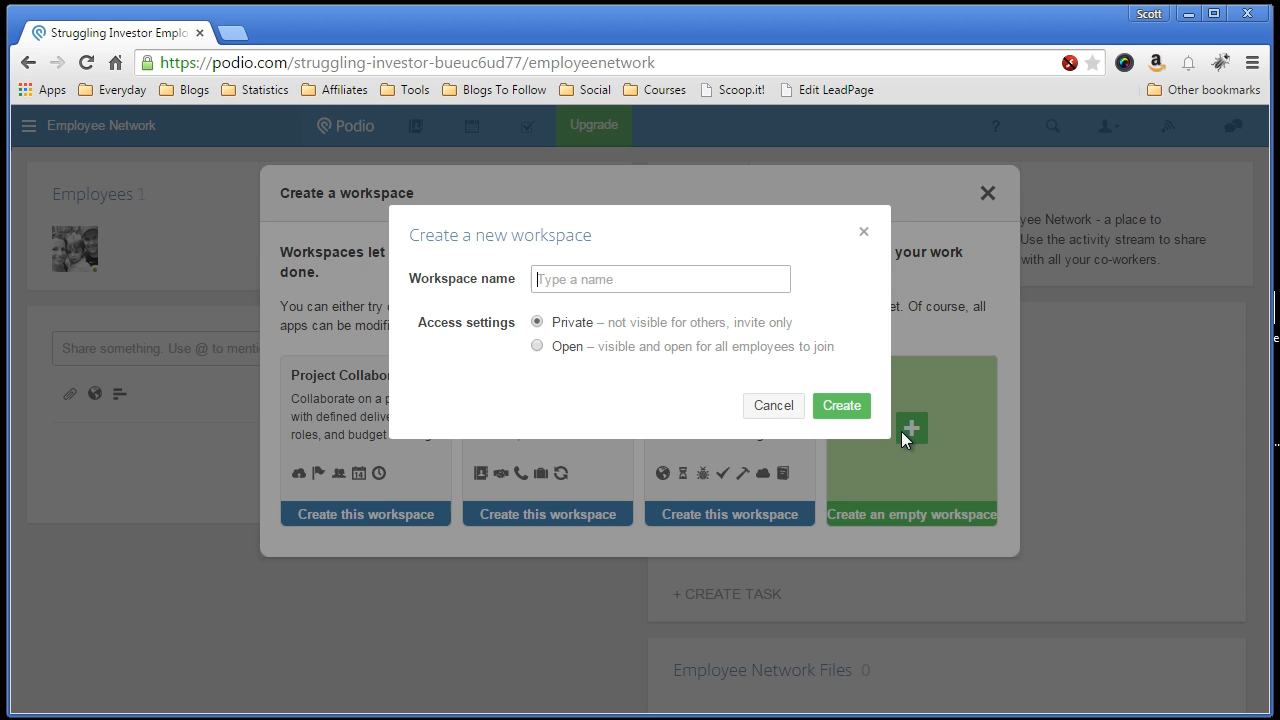 Scott
Struggling Investor Emplo
https://podio.com/struggling-investor-bueuc6ud77/employeenetwork
Apps Everyday Blogs Statistics Affiliates Tools Blogs To Follow Social Courses Scoop.it! Edit LeadPage Other bookmarks
Employee Network Podio Upgrade ?
Employees 1
Create a workspace
yee Network - a place to
Use the activity stream to share
with all your co-workers.
Workspaces let your work
done.
You can either try et. Of course, all
apps can be modifi
Create a new workspace
Workspace name Type a name
Access settings Private – not visible for others, invite only
Open – visible and open for all employees to join
Cancel Create
Share something. Use @ to menti
Project Collabor
Collaborate on a p
with defined delive
roles, and budget
14
Create this workspace Create this workspace Create this workspace Create an empty workspace
+ CREATE TASK
Employee Network Files 0